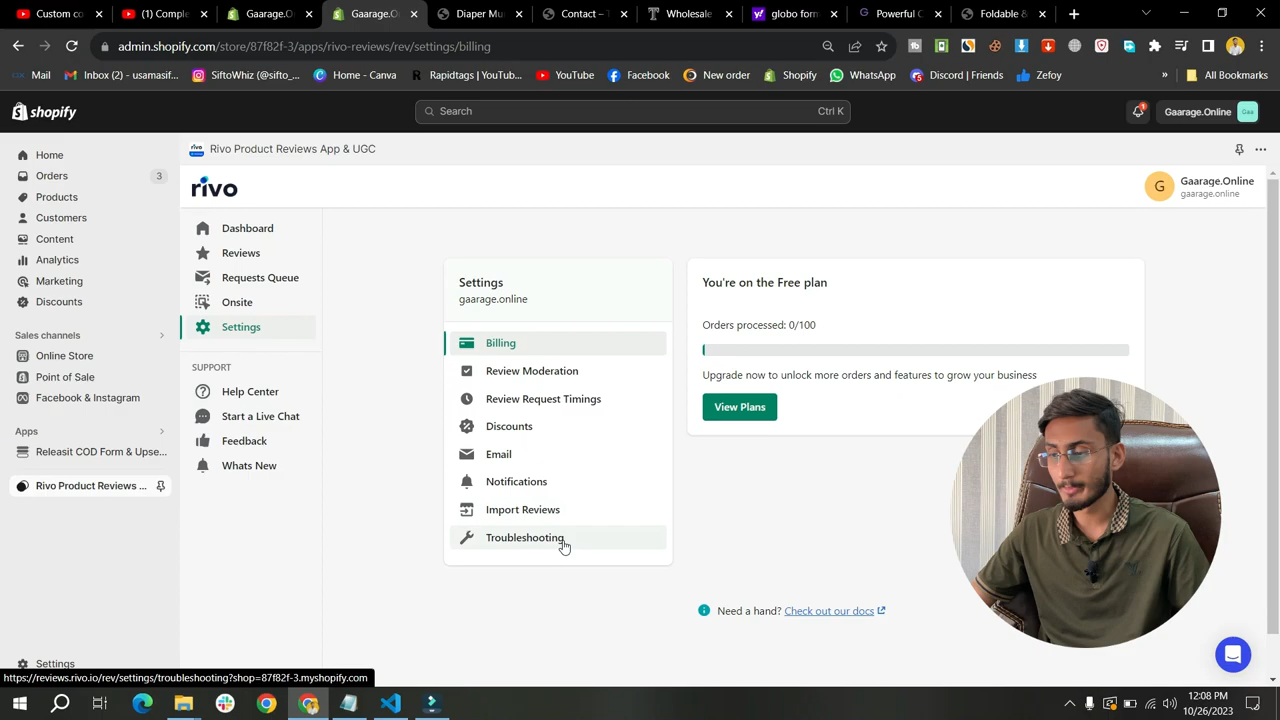 Custom co
(1) Comple
Gaarage.On
Gaarage.On
Diaper Mu
Contact – T
Wholesale
globo form
Powerful C
Foldable &
admin.shopify.com/store/87f82f-3/apps/rivo-reviews/rev/settings/billing
Mail
Inbox (2) - usamasif...
SiftoWhiz (@sifto_...
Home - Canva
Rapidtags | YouTub...
YouTube
Facebook
New order
Shopify
WhatsApp
Discord | Friends
Zefoy
»
All Bookmarks
shopify
Search
Ctrl K
1
Gaarage.Online
Gaa
Home
Orders
3
Products
Customers
Content
Analytics
Marketing
Discounts
Sales channels
Online Store
Point of Sale
Facebook & Instagram
Apps
Releasit COD Form & Upse...
Rivo Product Reviews ...
Settings
Rivo Product Reviews App & UGC
rivo
G
Gaarage.Online
gaarage.online
Dashboard
Reviews
Requests Queue
Onsite
Settings
SUPPORT
Help Center
Start a Live Chat
Feedback
Whats New
Settings
gaarage.online
Billing
Review Moderation
Review Request Timings
Discounts
Email
Notifications
Import Reviews
Troubleshooting
You're on the Free plan
Orders processed: 0/100
Upgrade now to unlock more orders and features to grow your business
View Plans
Need a hand? Check out our docs
https://reviews.rivo.io/rev/settings/troubleshooting?shop=87f82f-3.myshopify.com
12:08 PM
10/26/2023